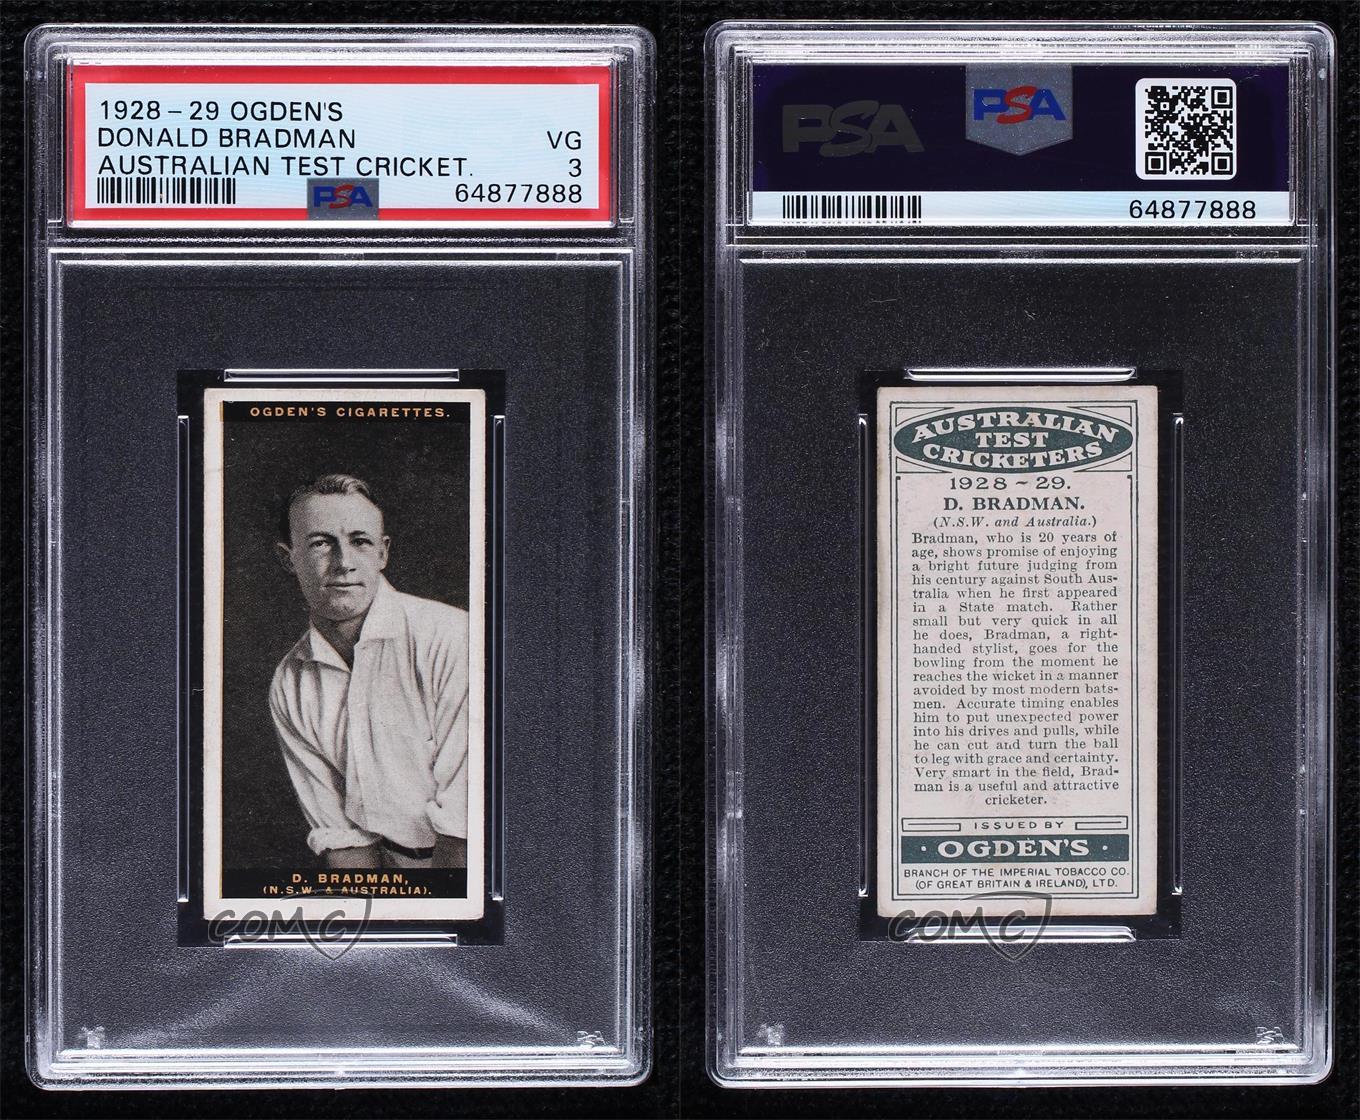 1928 - 29 OGDEN'S
DONALD BRADMAN VG
AUSTRALIAN TEST CRICKET. 3
PSA 64877888
OGDEN'S CIGARETTES.
D. BRADMAN,
(N.S.W. & AUSTRALIA).
COMC
PSA
PSA
PSA
64877888
AUSTRALIAN
TEST
CRICKETERS
1928 ~ 29.
D. BRADMAN.
(N.S.W. and Australia.)
Bradman, who is 20 years of
age, shows promise of enjoying
a bright future judging from
his century against South Aus-
tralia when he first appeared
in a State match. Rather
small but very quick in all
he does, Bradman, a right-
handed stylist, goes for the
bowling from the moment he
reaches the wicket in a manner
avoided by most modern bats-
men. Accurate timing enables
him to put unexpected power
into his drives and pulls, while
he can cut and turn the ball
to leg with grace and certainty.
Very smart in the field, Brad-
man is a useful and attractive
cricketer.
ISSUED BY
· OGDEN'S ·
BRANCH OF THE IMPERIAL TOBACCO CO.
(OF GREAT BRITAIN & IRELAND), LTD.
COMC
PSA